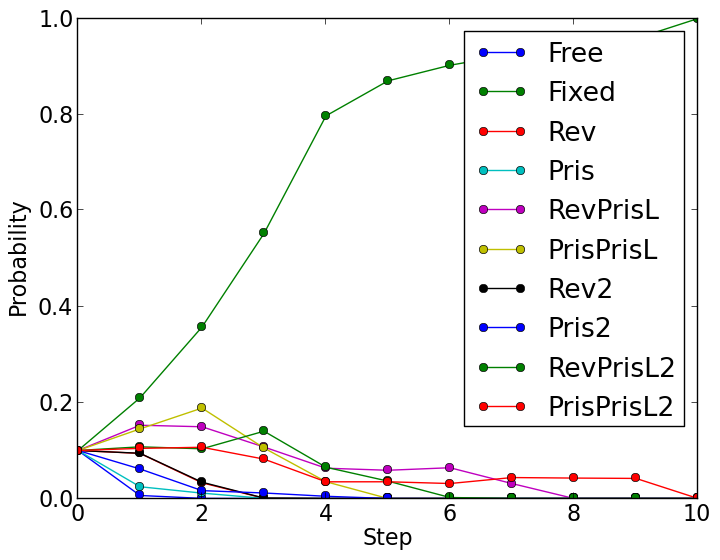 1.0
0.8
0.6
0.4
0.2
0.0
Probability
0 2 4 6 8 10
Step
Free
Fixed
Rev
Pris
RevPrisL
PrisPrisL
Rev2
Pris2
RevPrisL2
PrisPrisL2